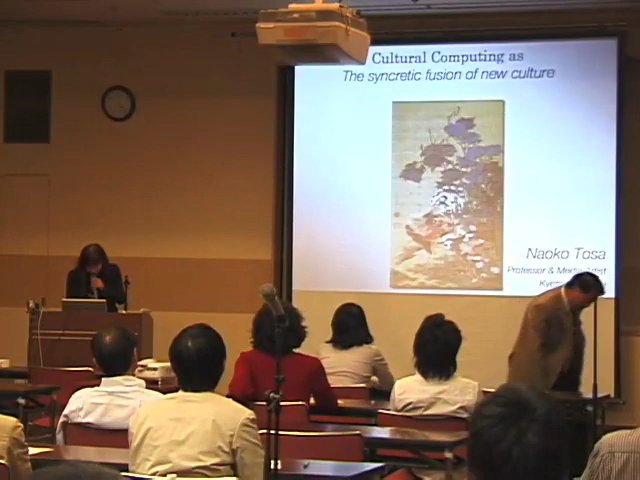 Cultural Computing as
The syncretic fusion of new culture
Naoko Tosa
Professor & Media Artist